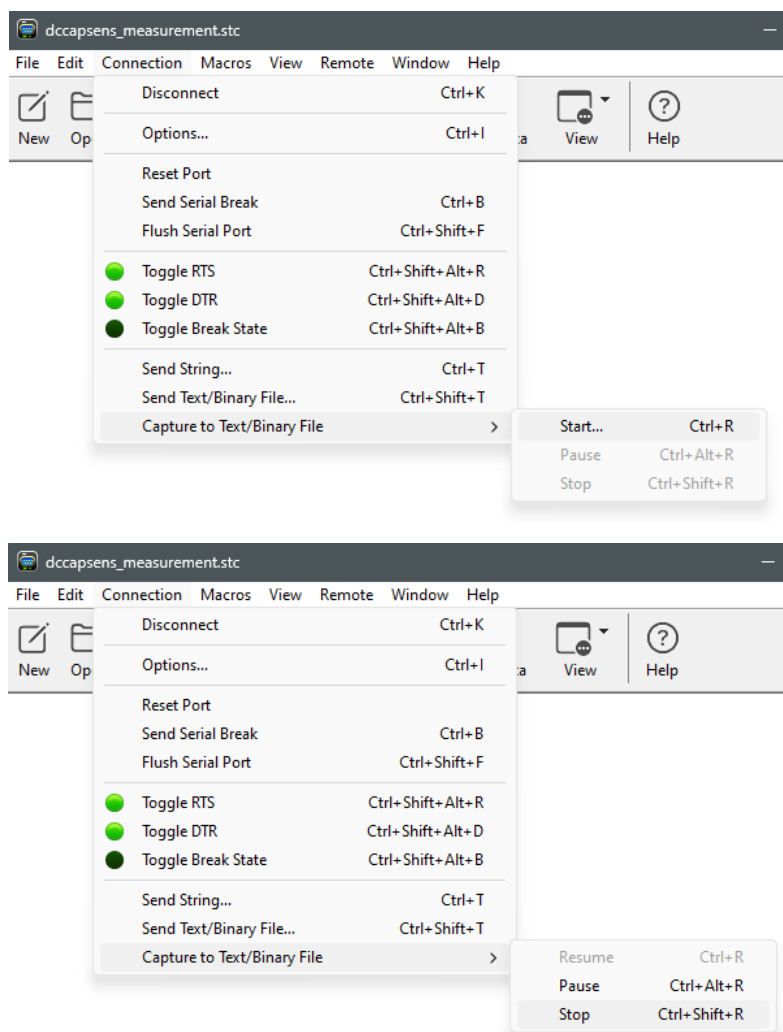 dccapsens_measurement.stc
File Edit Connection Macros View Remote Window Help
Disconnect Ctrl+K
New Op Options... Ctrl+I ta View Help
Reset Port
Send Serial Break Ctrl+B
Flush Serial Port Ctrl+Shift+F
Toggle RTS Ctrl+Shift+Alt+R
Toggle DTR Ctrl+Shift+Alt+D
Toggle Break State Ctrl+Shift+Alt+B
Send String... Ctrl+T
Send Text/Binary File... Ctrl+Shift+T
Capture to Text/Binary File > Start... Ctrl+R
Pause Ctrl+Alt+R
Stop Ctrl+Shift+R
dccapsens_measurement.stc
File Edit Connection Macros View Remote Window Help
Disconnect Ctrl+K
New Op Options... Ctrl+I ta View Help
Reset Port
Send Serial Break Ctrl+B
Flush Serial Port Ctrl+Shift+F
Toggle RTS Ctrl+Shift+Alt+R
Toggle DTR Ctrl+Shift+Alt+D
Toggle Break State Ctrl+Shift+Alt+B
Send String... Ctrl+T
Send Text/Binary File... Ctrl+Shift+T
Capture to Text/Binary File > Resume Ctrl+R
Pause Ctrl+Alt+R
Stop Ctrl+Shift+R